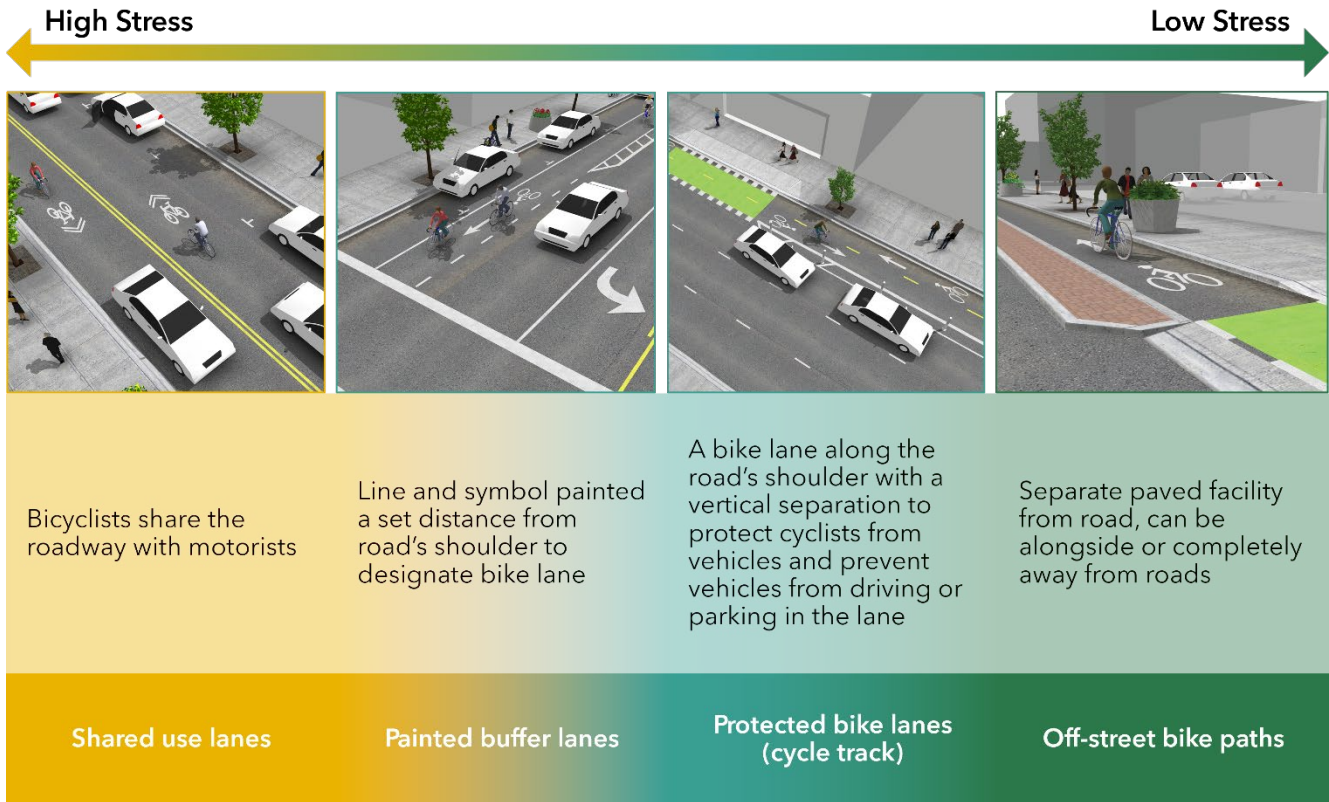 High Stress
Low Stress
Bicyclists share the
roadway with motorists
Line and symbol painted
a set distance from
road's shoulder to
designate bike lane
A bike lane along the
road's shoulder with a
vertical separation to
protect cyclists from
vehicles and prevent
vehicles from driving or
parking in the lane
Separate paved facility
from road, can be
alongside or completely
away from roads
Shared use lanes
Painted buffer lanes
Protected bike lanes
(cycle track)
Off-street bike paths